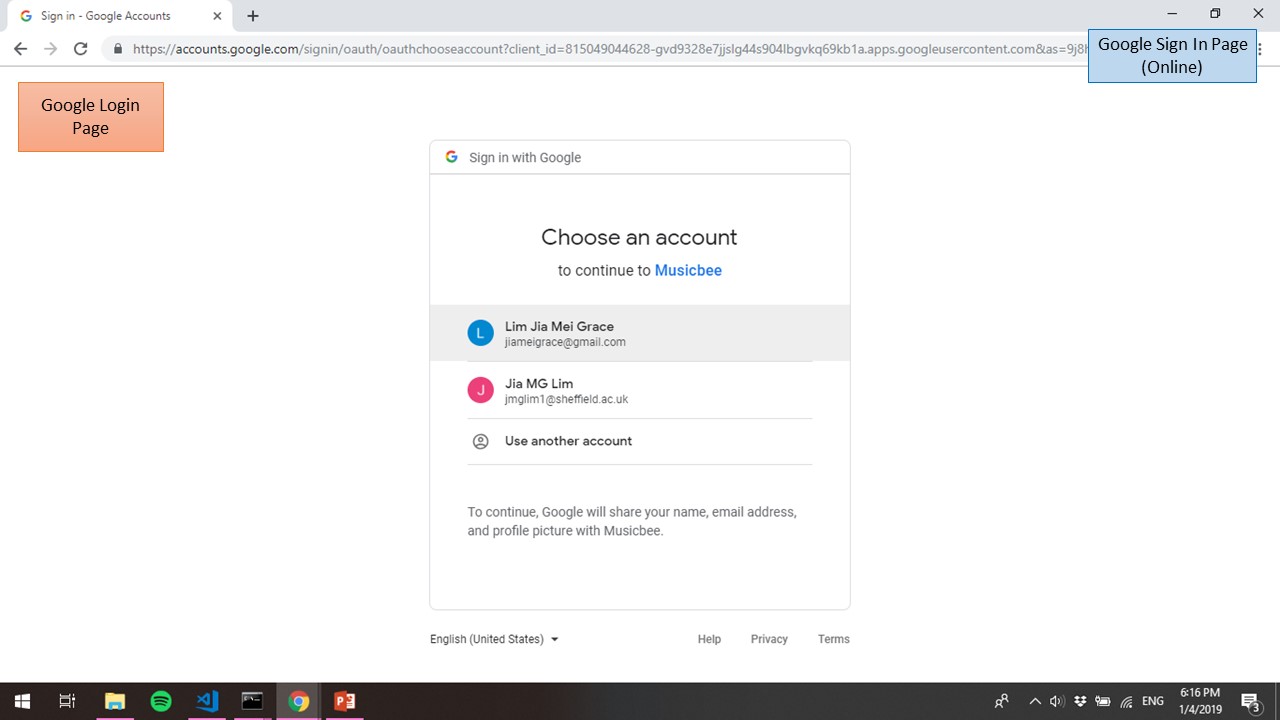 Sign in - Google Accounts
https://accounts.google.com/signin/oauth/oauthchooseaccount?client_id=815049044628-gvd9328e7jjslg44s904lbgvkq69kb1a.apps.googleusercontent.com&as=9j8h
Google Sign In Page
(Online)
Google Login
Page
Sign in with Google
Choose an account
to continue to Musicbee
L
Lim Jia Mei Grace
jiameigrace@gmail.com
J
Jia MG Lim
jmglim1@sheffield.ac.uk
Use another account
To continue, Google will share your name, email address,
and profile picture with Musicbee.
English (United States)
Help Privacy Terms
ENG
6:16 PM
1/4/2019
3